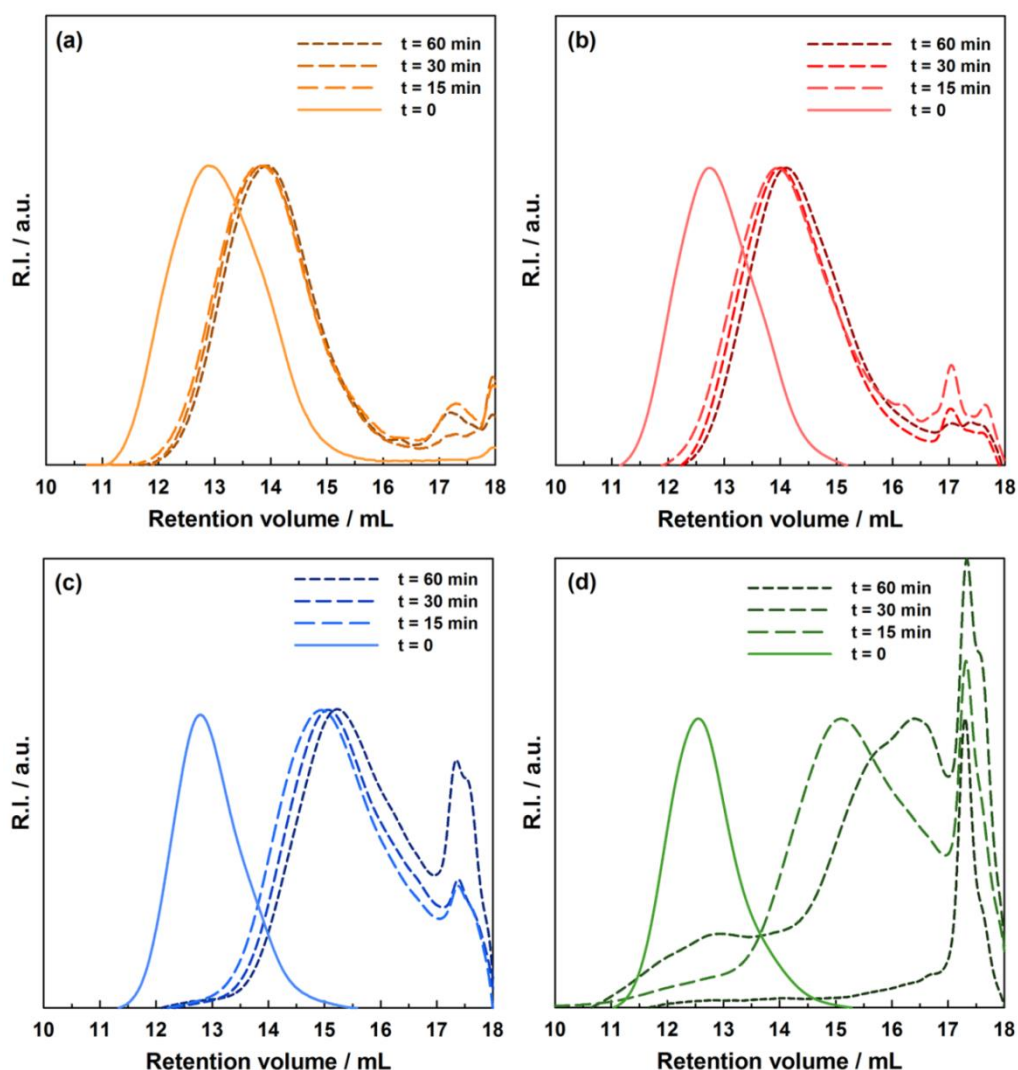 (a)
t = 60 min
t = 30 min
t = 15 min
t = 0
R.I. / a.u.
10 11 12 13 14 15 16 17 18
Retention volume / mL
(b)
t = 60 min
t = 30 min
t = 15 min
t = 0
R.I. / a.u.
10 11 12 13 14 15 16 17 18
Retention volume / mL
(c)
t = 60 min
t = 30 min
t = 15 min
t = 0
R.I. / a.u.
10 11 12 13 14 15 16 17 18
Retention volume / mL
(d)
t = 60 min
t = 30 min
t = 15 min
t = 0
R.I. / a.u.
10 11 12 13 14 15 16 17 18
Retention volume / mL